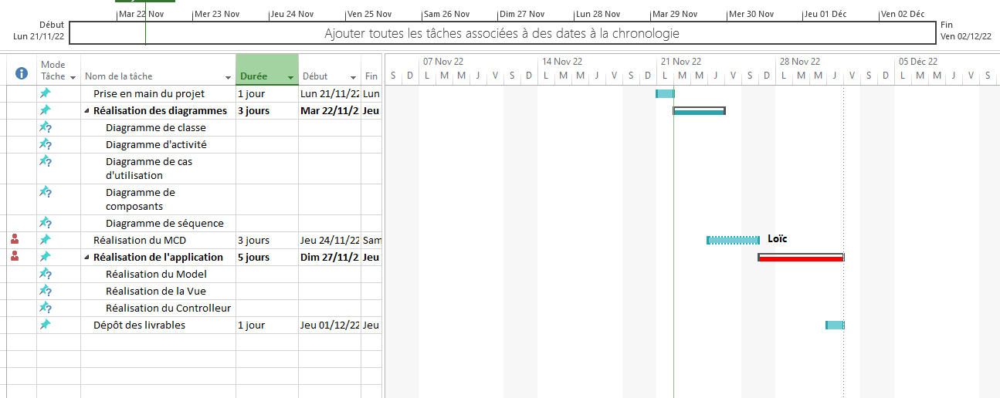 Mar 22 Nov Mer 23 Nov Jeu 24 Nov Ven 25 Nov Sam 26 Nov Dim 27 Nov Lun 28 Nov Mar 29 Nov Mer 30 Nov Jeu 01 Déc Ven 02 Déc
Début
Lun 21/11/22
Ajouter toutes les tâches associées à des dates à la chronologie
Fin
Ven 02/12/22
07 Nov 22 14 Nov 22 21 Nov 22 28 Nov 22 05 Déc 22
Mode
Tâche Nom de la tâche Durée Début Fin
S D L M M J V S D L M M J V S D L M M J V S D L M M J V S D L M M J V S
Prise en main du projet 1 jour Lun 21/11/22 Lun
Réalisation des diagrammes 3 jours Mar 22/11/2 Jeu
Diagramme de classe
Diagramme d'activité
Diagramme de cas
d'utilisation
Diagramme de
composants
Diagramme de séquence
Réalisation du MCD 3 jours Jeu 24/11/22 Sam Loïc
Réalisation de l'application 5 jours Dim 27/11/2 Jeu
Réalisation du Model
Réalisation de la Vue
Réalisation du Controlleur
Dépôt des livrables 1 jour Jeu 01/12/22 Jeu